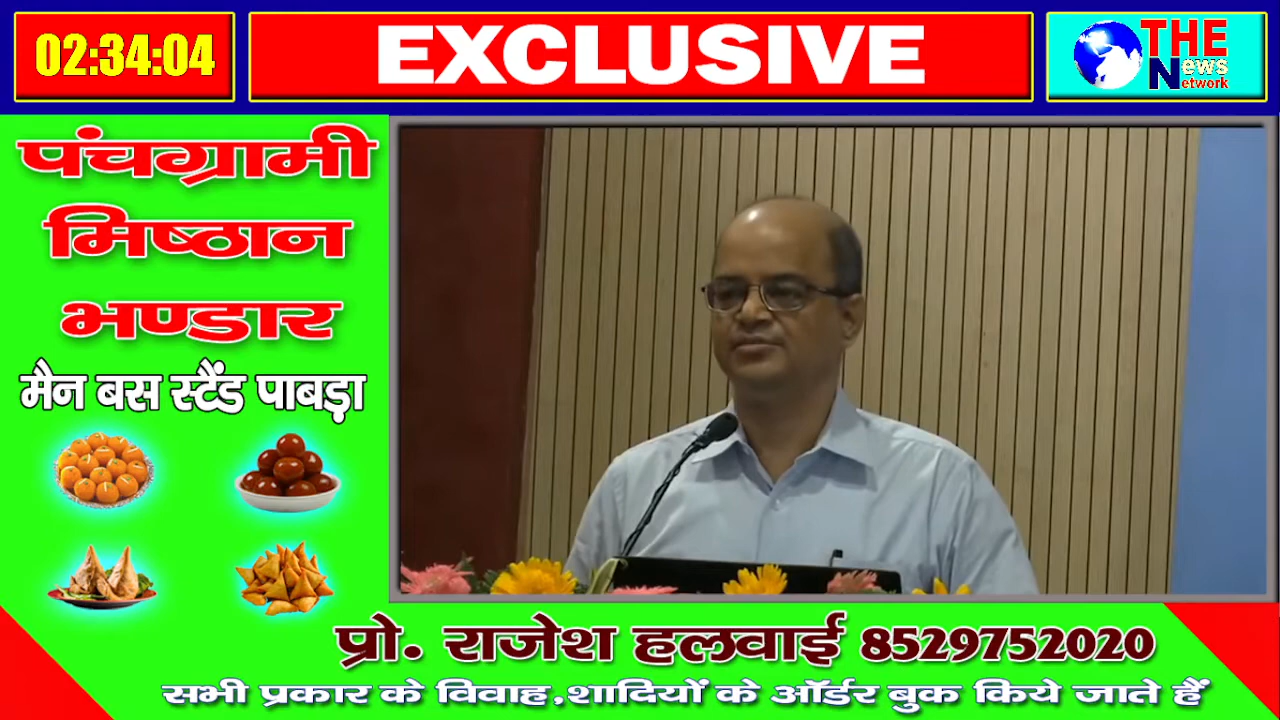 02:34:04
EXCLUSIVE
THE
News
Network
पंचग्रामी
मिष्ठान
भण्डार
मैन बस स्टैंड पाबड़ा
प्रो. राजेश हलवाई 8529752020
सभी प्रकार के विवाह,शादियों के ऑर्डर बुक किये जाते हैं